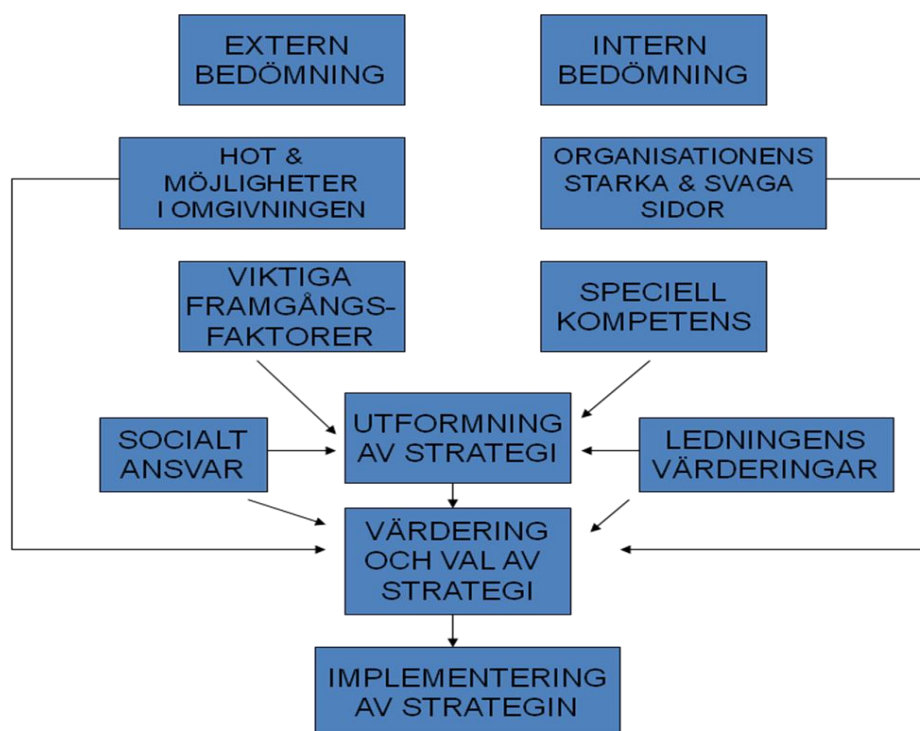 EXTERN
BEDÖMNING
INTERN
BEDÖMNING
HOT &
MÖJLIGHETER
I OMGIVNINGEN
ORGANISATIONENS
STARKA & SVAGA
SIDOR
VIKTIGA
FRAMGÅNGS-
FAKTORER
SPECIELL
KOMPETENS
UTFORMNING
AV STRATEGI
SOCIALT
ANSVAR
LEDNINGENS
VÄRDERINGAR
VÄRDERING
OCH VAL AV
STRATEGI
IMPLEMENTERING
AV STRATEGIN